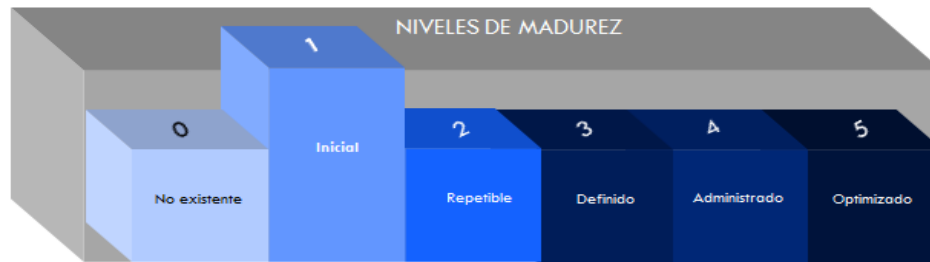 NIVELES DE MADUREZ
0
1
2
3
4
5
No existente
Inicial
Repetible
Definido
Administrado
Optimizado